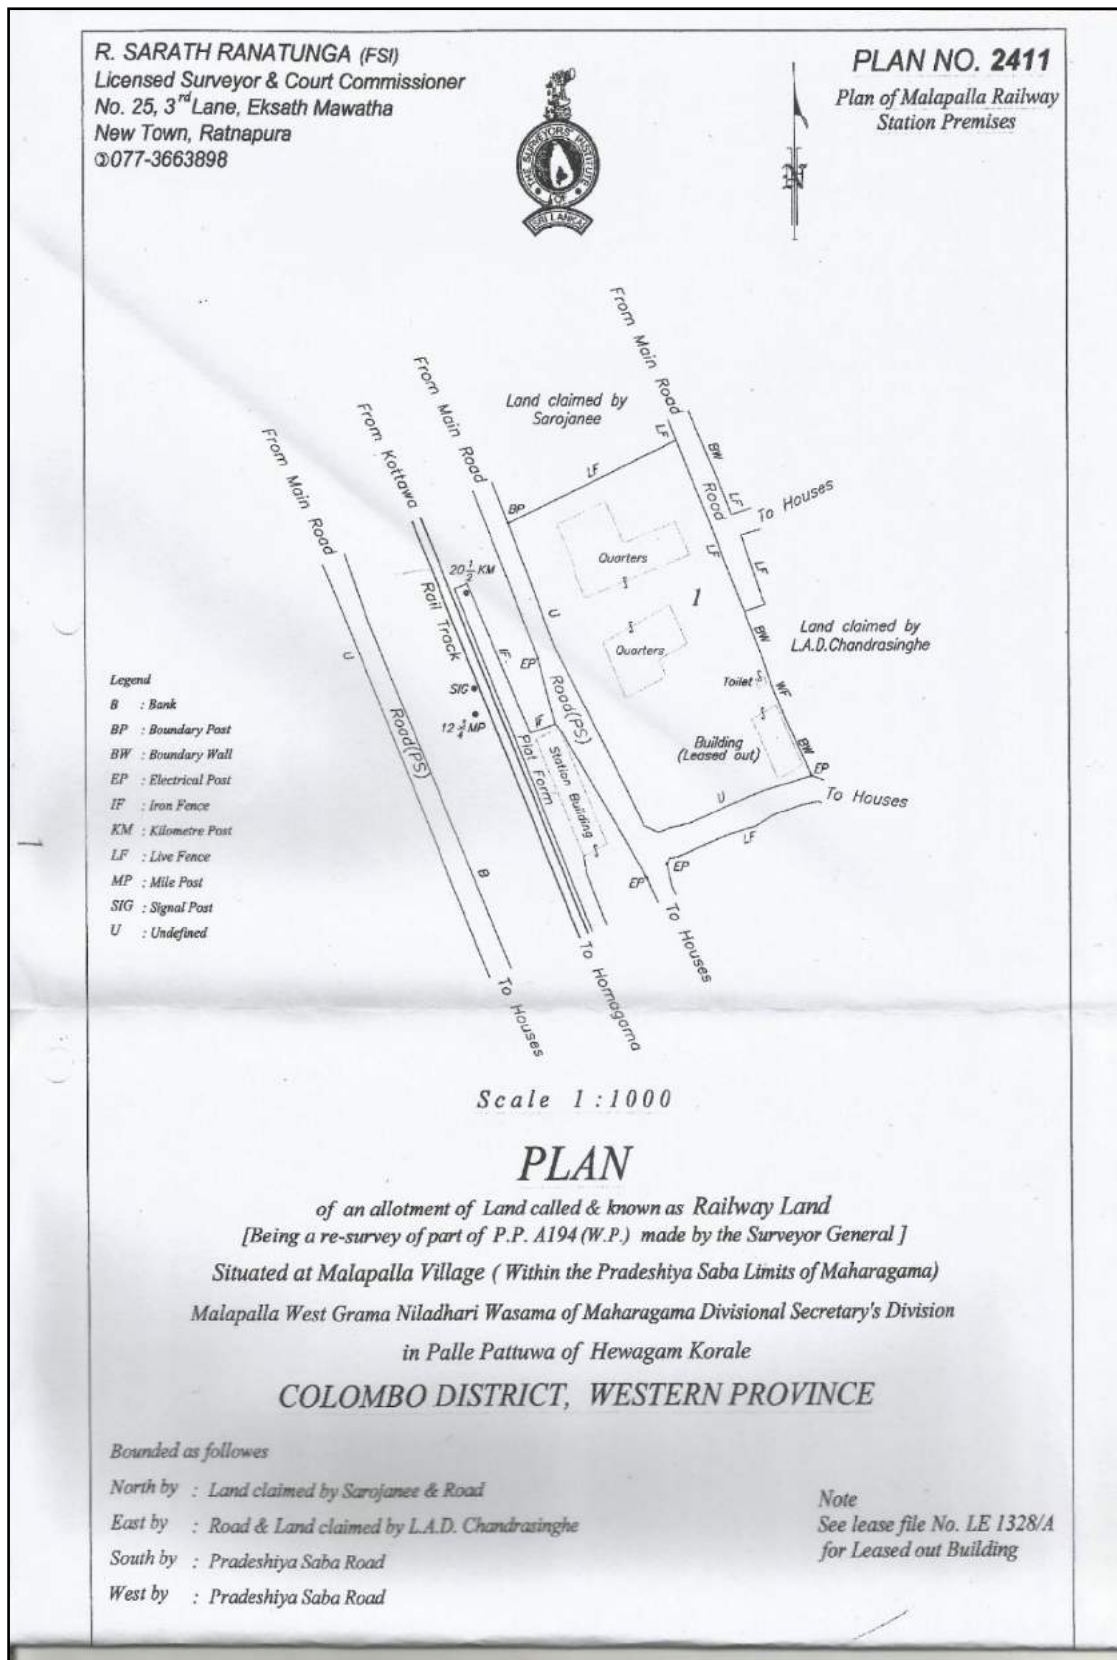 R. SARATH RANATUNGA (FSI)
Licensed Surveyor & Court Commissioner
No. 25, 3rd Lane, Eksath Mawatha
New Town, Ratnapura
077-3663898
THE SURVEYORS' INSTITUTE
OF
SRI LANKA
N
PLAN NO. 2411
Plan of Malapalla Railway
Station Premises
From Main Road
From Main Road
From Kottawa
From Main Road
Land claimed by
Sarojanee
LF
BW
LF
Road
LF
To Houses
BP
LF
LF
Quarters
20 1/2 KM
Rail Track
U
1
Land claimed by
L.A.D.Chandrasinghe
BW
Quarters
IF
EP
U
Road(PS)
SIG
12 3/4 MP
Toilet
WF
Road(PS)
IF
Plat Form
Station Building
Building
(Leased out)
BW
EP
U
To Houses
LF
B
EP
EP
To Houses
To Houses
To Homagama
Legend
B : Bank
BP : Boundary Post
BW : Boundary Wall
EP : Electrical Post
IF : Iron Fence
KM : Kilometre Post
LF : Live Fence
MP : Mile Post
SIG : Signal Post
U : Undefined
Scale 1:1000
PLAN
of an allotment of Land called & known as Railway Land
[Being a re-survey of part of P.P. A194 (W.P.) made by the Surveyor General ]
Situated at Malapalla Village ( Within the Pradeshiya Saba Limits of Maharagama)
Malapalla West Grama Niladhari Wasama of Maharagama Divisional Secretary's Division
in Palle Pattuwa of Hewagam Korale
COLOMBO DISTRICT, WESTERN PROVINCE
Bounded as followes
North by : Land claimed by Sarojanee & Road
East by : Road & Land claimed by L.A.D. Chandrasinghe
South by : Pradeshiya Saba Road
West by : Pradeshiya Saba Road
Note
See lease file No. LE 1328/A
for Leased out Building